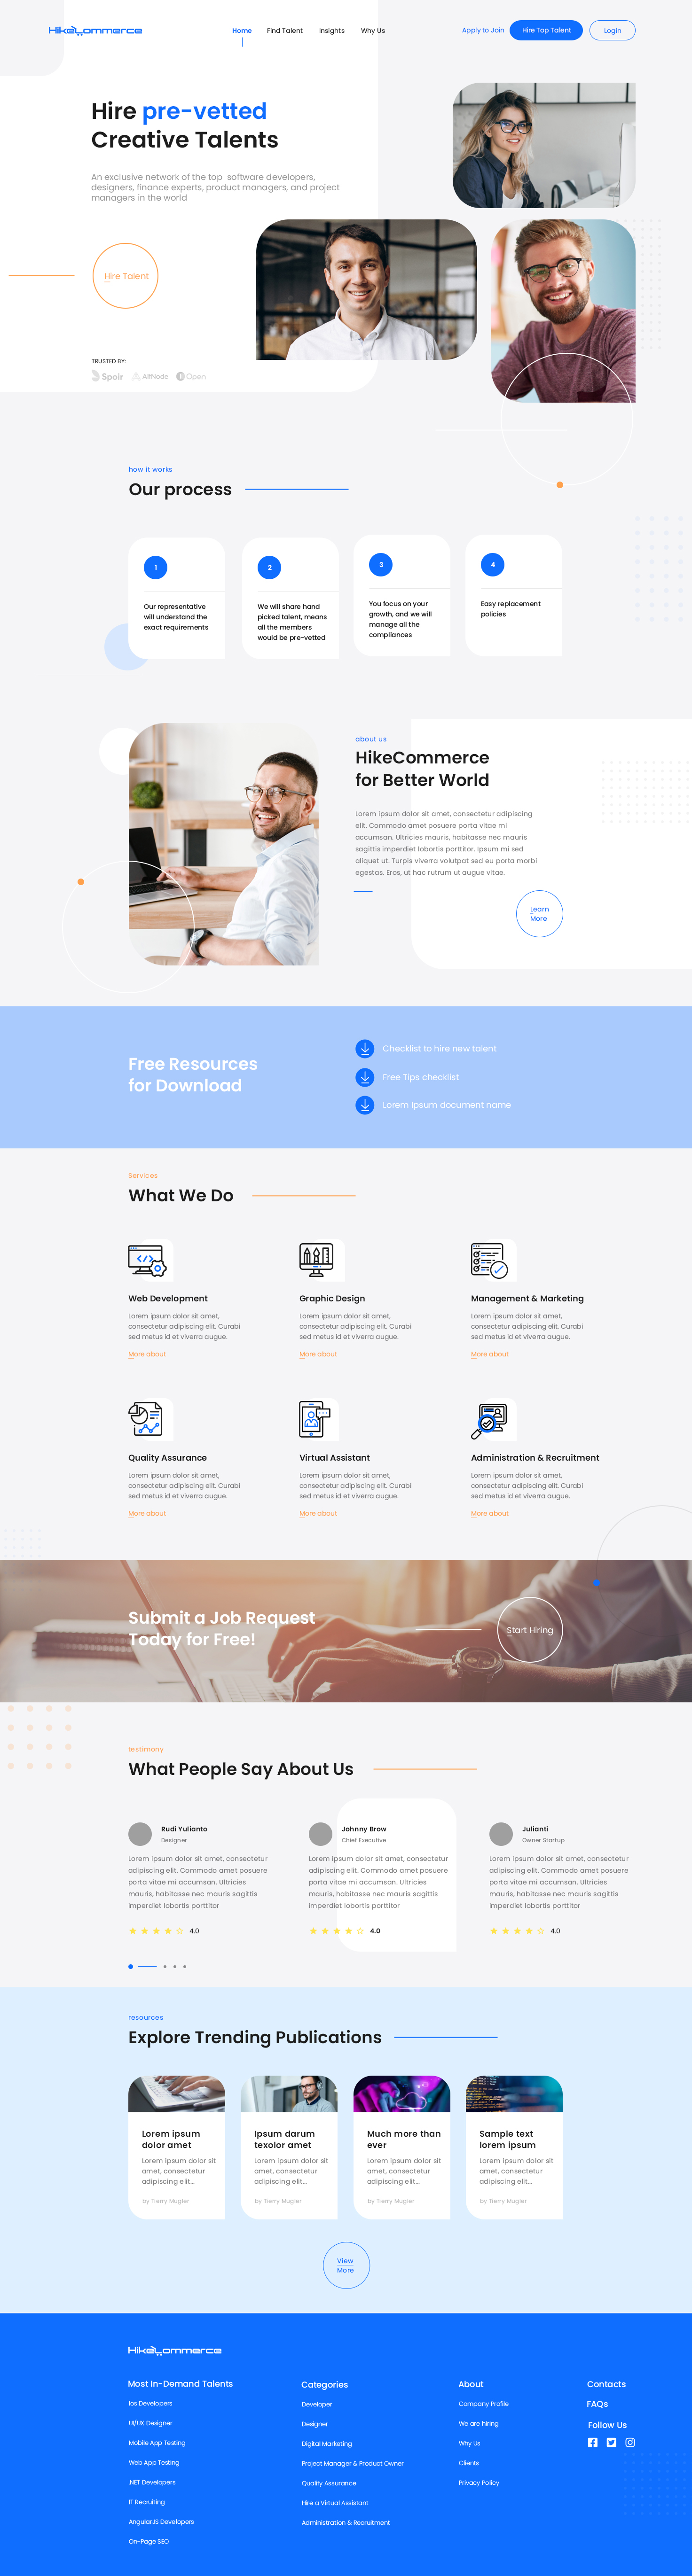 HikeCommerce
Home
Find Talent
Insights
Why Us
Apply to Join
Hire Top Talent
Login
Hire pre-vetted
Creative Talents
An exclusive network of the top software developers,
designers, finance experts, product managers, and project
managers in the world
Hire Talent
TRUSTED BY:
Spoir
AltNode
Open
how it works
Our process
1
Our representative
will understand the
exact requirements
2
We will share hand
picked talent, means
all the members
would be pre-vetted
3
You focus on your
growth, and we will
manage all the
compliances
4
Easy replacement
policies
about us
HikeCommerce
for Better World
Lorem ipsum dolor sit amet, consectetur adipiscing
elit. Commodo amet posuere porta vitae mi
accumsan. Ultricies mauris, habitasse nec mauris
sagittis imperdiet lobortis porttitor. Ipsum mi sed
aliquet ut. Turpis viverra volutpat sed eu porta morbi
egestas. Eros, ut hac rutrum ut augue vitae.
Learn
More
Free Resources
for Download
Checklist to hire new talent
Free Tips checklist
Lorem Ipsum document name
Services
What We Do
Web Development
Lorem ipsum dolor sit amet,
consectetur adipiscing elit. Curabi
sed metus id et viverra augue.
More about
Graphic Design
Lorem ipsum dolor sit amet,
consectetur adipiscing elit. Curabi
sed metus id et viverra augue.
More about
Management & Marketing
Lorem ipsum dolor sit amet,
consectetur adipiscing elit. Curabi
sed metus id et viverra augue.
More about
Quality Assurance
Lorem ipsum dolor sit amet,
consectetur adipiscing elit. Curabi
sed metus id et viverra augue.
More about
Virtual Assistant
Lorem ipsum dolor sit amet,
consectetur adipiscing elit. Curabi
sed metus id et viverra augue.
More about
Administration & Recruitment
Lorem ipsum dolor sit amet,
consectetur adipiscing elit. Curabi
sed metus id et viverra augue.
More about
Submit a Job Request
Today for Free!
Start Hiring
testimony
What People Say About Us
Rudi Yulianto
Designer
Lorem ipsum dolor sit amet, consectetur
adipiscing elit. Commodo amet posuere
porta vitae mi accumsan. Ultricies
mauris, habitasse nec mauris sagittis
imperdiet lobortis porttitor
4.0
Johnny Brow
Chief Executive
Lorem ipsum dolor sit amet, consectetur
adipiscing elit. Commodo amet posuere
porta vitae mi accumsan. Ultricies
mauris, habitasse nec mauris sagittis
imperdiet lobortis porttitor
4.0
Julianti
Owner Startup
Lorem ipsum dolor sit amet, consectetur
adipiscing elit. Commodo amet posuere
porta vitae mi accumsan. Ultricies
mauris, habitasse nec mauris sagittis
imperdiet lobortis porttitor
4.0
resources
Explore Trending Publications
Lorem ipsum
dolor amet
Lorem ipsum dolor sit
amet, consectetur
adipiscing elit...
by Tierry Mugler
Ipsum darum
texolor amet
Lorem ipsum dolor sit
amet, consectetur
adipiscing elit...
by Tierry Mugler
Much more than
ever
Lorem ipsum dolor sit
amet, consectetur
adipiscing elit...
by Tierry Mugler
Sample text
lorem ipsum
Lorem ipsum dolor sit
amet, consectetur
adipiscing elit...
by Tierry Mugler
View
More
HikeCommerce
Most In-Demand Talents
Ios Developers
UI/UX Designer
Mobile App Testing
Web App Testing
.NET Developers
IT Recruiting
AngularJS Developers
On-Page SEO
Categories
Developer
Designer
Digital Marketing
Project Manager & Product Owner
Quality Assurance
Hire a Virtual Assistant
Administration & Recruitment
About
Company Profile
We are hiring
Why Us
Clients
Privacy Policy
Contacts
FAQs
Follow Us